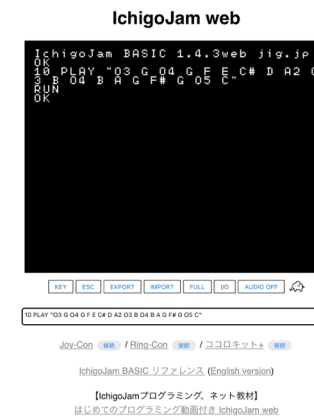 IchigoJam web
IchigoJam BASIC 1.4.3web jig.jp
OK
10 PLAY "O3 G O4 G F E C# D A2 O
3 B O4 B A G F# G O5 C"
RUN
OK
KEY ESC EXPORT IMPORT FULL I/O AUDIO OFF
10 PLAY "O3 G O4 G F E C# D A2 O3 B O4 B A G F# G O5 C"
Joy-Con 接続 / Ring-Con 接続 / ココロキット+ 接続
IchigoJam BASIC リファレンス (English version)
【IchigoJamプログラミング、ネット教材】
はじめてのプログラミング動画付き IchigoJam web